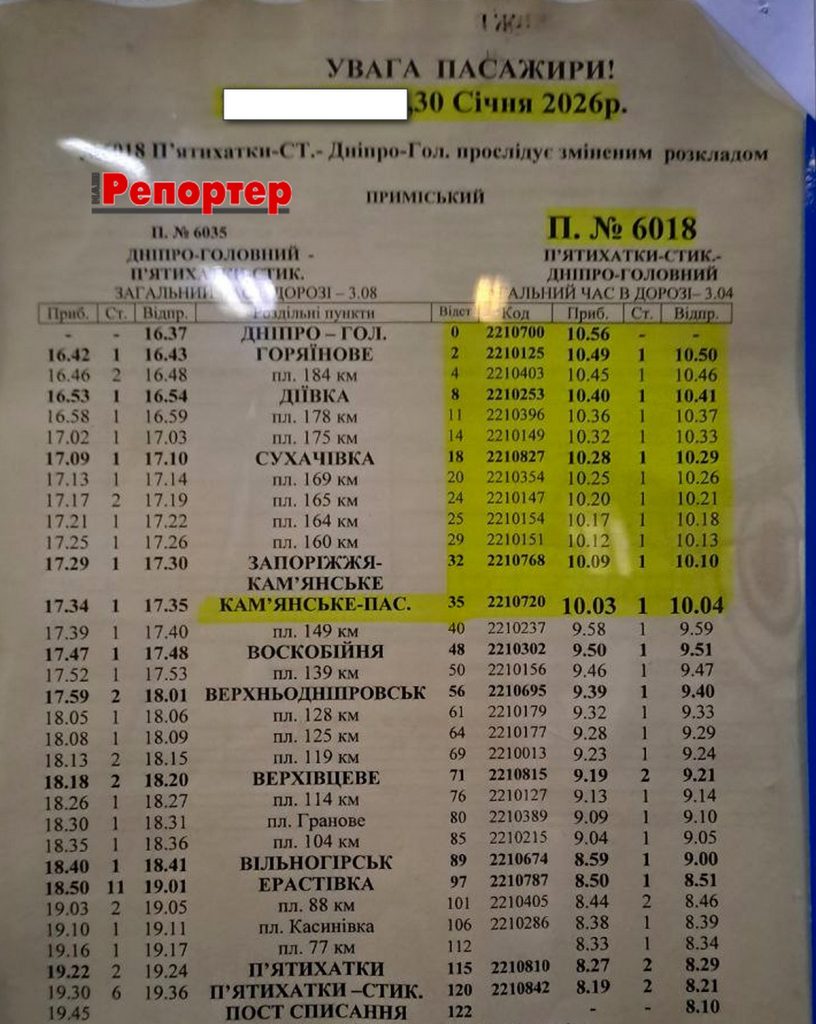 УВАГА ПАСАЖИРИ!
,30 Січня 2026р.
6018 П'ятихатки-СТ.- Дніпро-Гол. прослідує зміненим розкладом
НАШ Репортер
ПРИМІСЬКИЙ
П. № 6035 П. № 6018
ДНІПРО-ГОЛОВНИЙ - П'ЯТИХАТКИ-СТИК.-
П'ЯТИХАТКИ-СТИК. ДНІПРО-ГОЛОВНИЙ
ЗАГАЛЬНИЙ ДОРОЗІ – 3.08 ЧАС В ДОРОЗІ– 3.04
Приб. Ст. Відпр. Роздільні пункти Відст Код Приб. Ст. Відпр.
- - 16.37 ДНІПРО – ГОЛ. 0 2210700 10.56 - -
16.42 1 16.43 ГОРЯЇНОВЕ 2 2210125 10.49 1 10.50
16.46 2 16.48 пл. 184 км 4 2210403 10.45 1 10.46
16.53 1 16.54 ДІЇВКА 8 2210253 10.40 1 10.41
16.58 1 16.59 пл. 178 км 11 2210396 10.36 1 10.37
17.02 1 17.03 пл. 175 км 14 2210149 10.32 1 10.33
17.09 1 17.10 СУХАЧІВКА 18 2210827 10.28 1 10.29
17.13 1 17.14 пл. 169 км 20 2210354 10.25 1 10.26
17.17 2 17.19 пл. 165 км 24 2210147 10.20 1 10.21
17.21 1 17.22 пл. 164 км 25 2210154 10.17 1 10.18
17.25 1 17.26 пл. 160 км 29 2210151 10.12 1 10.13
17.29 1 17.30 ЗАПОРІЖЖЯ- 32 2210768 10.09 1 10.10
КАМ'ЯНСЬКЕ
17.34 1 17.35 КАМ'ЯНСЬКЕ-ПАС. 35 2210720 10.03 1 10.04
17.39 1 17.40 пл. 149 км 40 2210237 9.58 1 9.59
17.47 1 17.48 ВОСКОБІЙНЯ 48 2210302 9.50 1 9.51
17.52 1 17.53 пл. 139 км 50 2210156 9.46 1 9.47
17.59 2 18.01 ВЕРХНЬОДНІПРОВСЬК 56 2210695 9.39 1 9.40
18.05 1 18.06 пл. 128 км 61 2210179 9.32 1 9.33
18.08 1 18.09 пл. 125 км 64 2210177 9.28 1 9.29
18.13 2 18.15 пл. 119 км 69 2210013 9.23 1 9.24
18.18 2 18.20 ВЕРХІВЦЕВЕ 71 2210815 9.19 2 9.21
18.26 1 18.27 пл. 114 км 76 2210127 9.13 1 9.14
18.30 1 18.31 пл. Гранове 80 2210389 9.09 1 9.10
18.35 1 18.36 пл. 104 км 85 2210215 9.04 1 9.05
18.40 1 18.41 ВІЛЬНОГІРСЬК 89 2210674 8.59 1 9.00
18.50 11 19.01 ЕРАСТІВКА 97 2210787 8.50 1 8.51
19.03 2 19.05 пл. 88 км 101 2210405 8.44 2 8.46
19.10 1 19.11 пл. Касинівка 106 2210286 8.38 1 8.39
19.16 1 19.17 пл. 77 км 112 8.33 1 8.34
19.22 2 19.24 П'ЯТИХАТКИ 115 2210810 8.27 2 8.29
19.30 6 19.36 П'ЯТИХАТКИ –СТИК. 120 2210842 8.19 2 8.21
19.45 ПОСТ СПИСАННЯ 122 - - 8.10